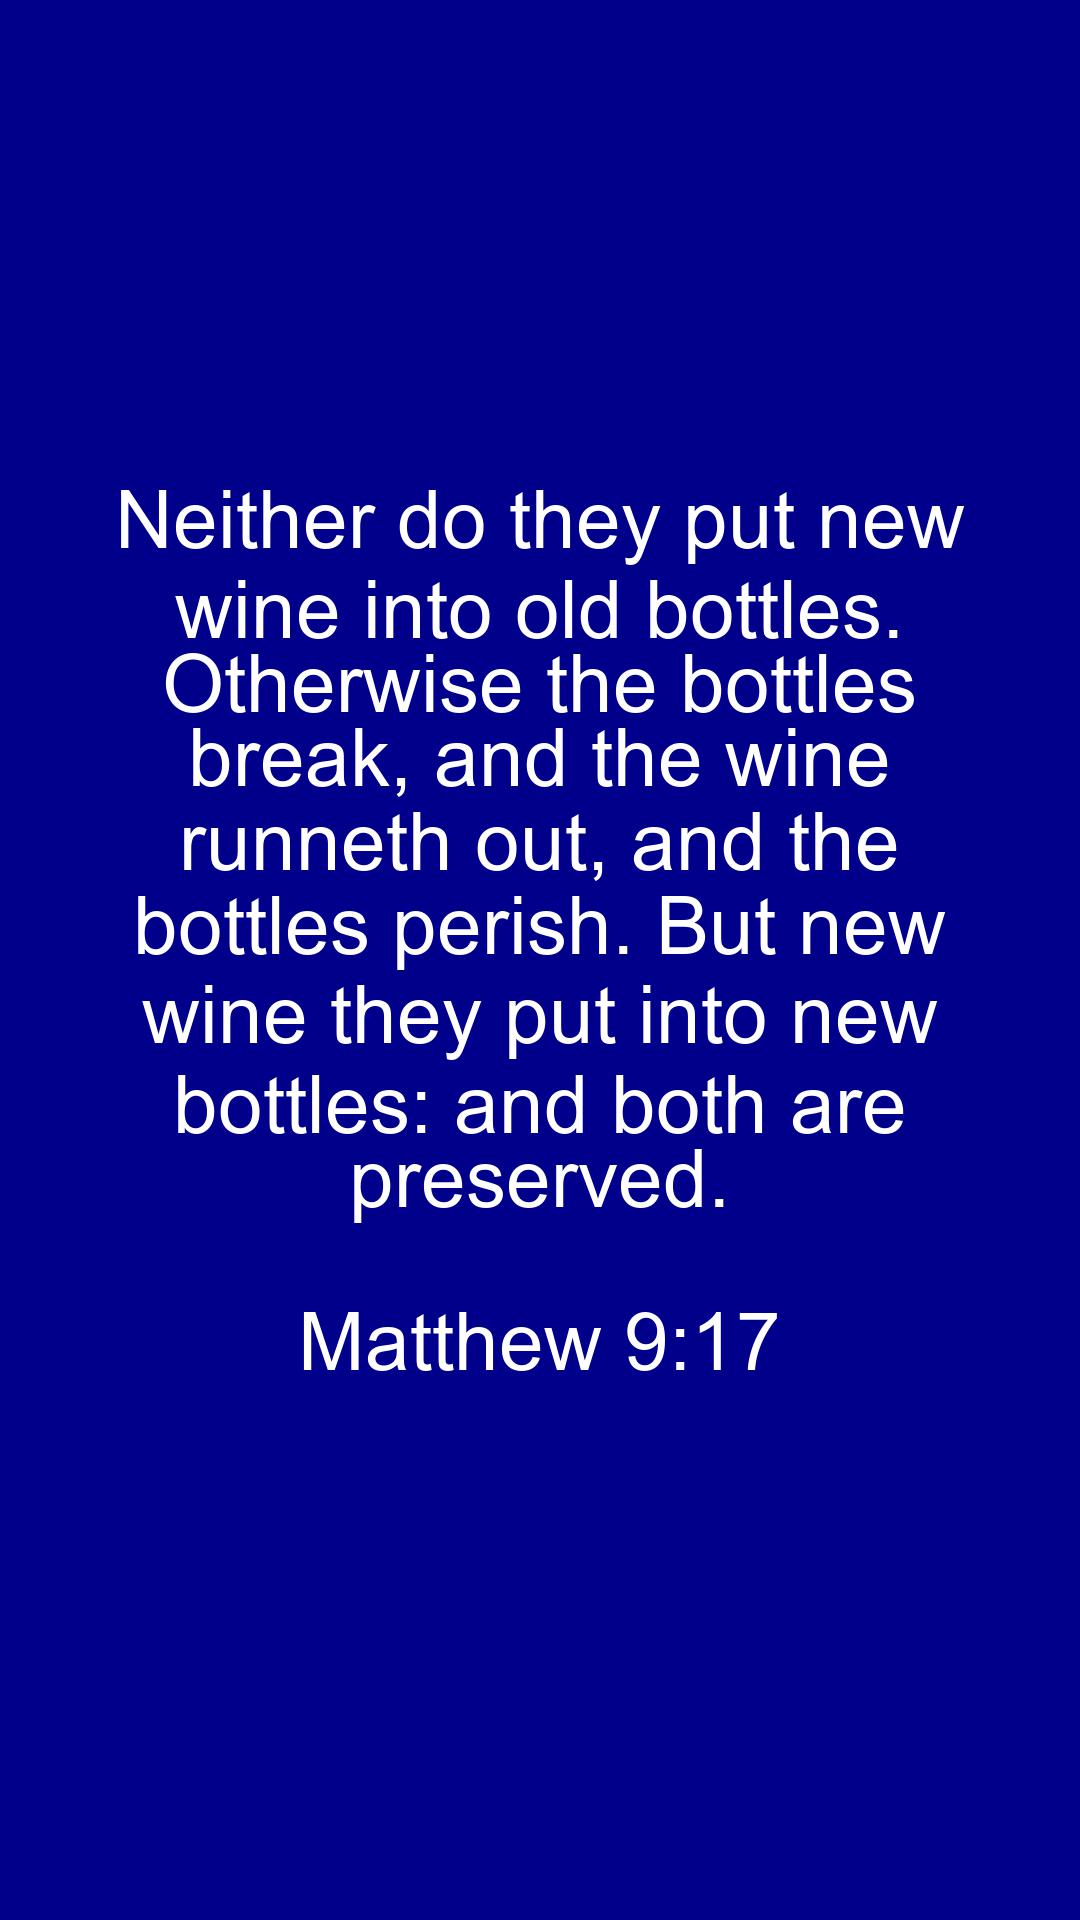 Neither do they put new
wine into old bottles.
Otherwise the bottles
break, and the wine
runneth out, and the
bottles perish. But new
wine they put into new
bottles: and both are
preserved.
Matthew 9:17